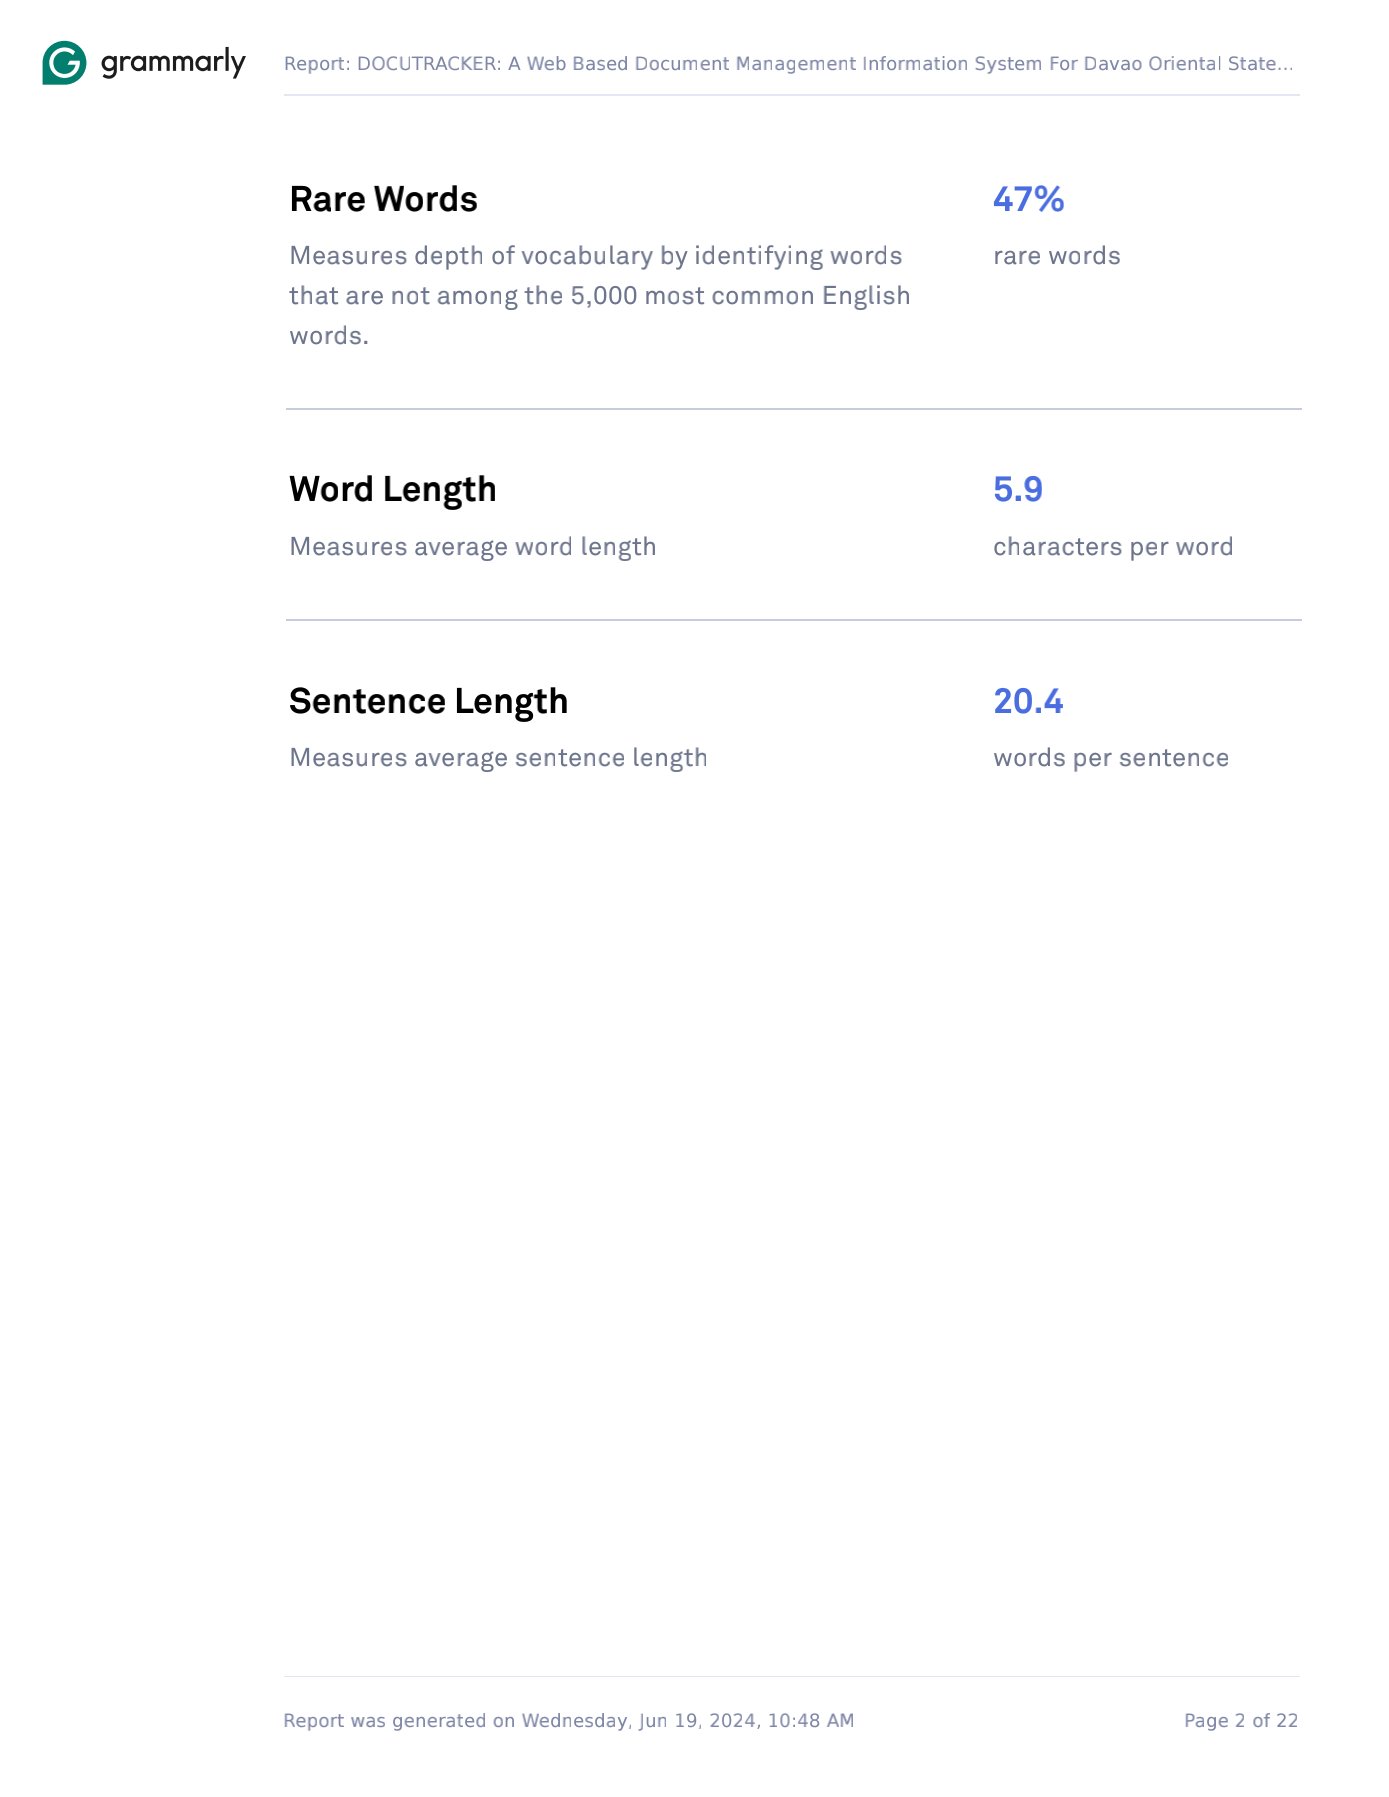 grammarly
Report: DOCUTRACKER: A Web Based Document Management Information System For Davao Oriental State...
Rare Words
47%
Measures depth of vocabulary by identifying words
that are not among the 5,000 most common English
words.
rare words
Word Length
5.9
Measures average word length
characters per word
Sentence Length
20.4
Measures average sentence length
words per sentence
Report was generated on Wednesday, Jun 19, 2024, 10:48 AM
Page 2 of 22